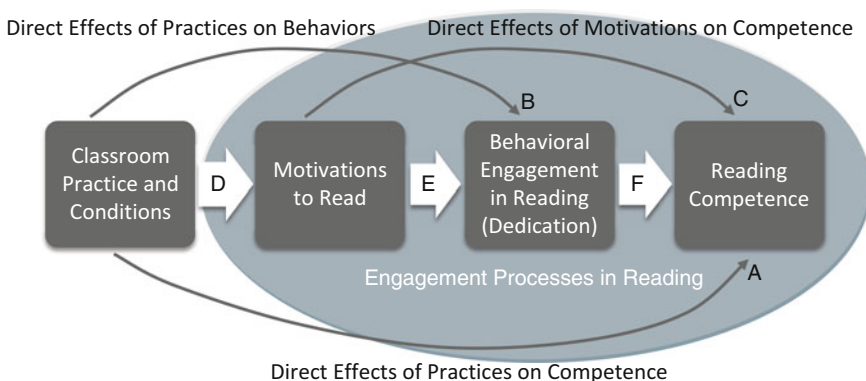 Direct Effects of Practices on Behaviors
Direct Effects of Motivations on Competence
B
C
Classroom
Practice and
Conditions
D
Motivations
to Read
E
Behavioral
Engagement
in Reading
(Dedication)
F
Reading
Competence
Engagement Processes in Reading
A
Direct Effects of Practices on Competence